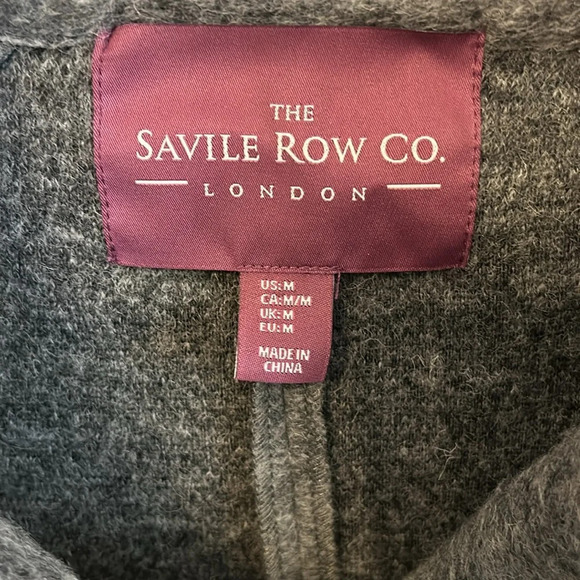 THE
SAVILE ROW CO.
LONDON
US:M
CA:M/M
UK:M
EU:M
MADE IN
CHINA